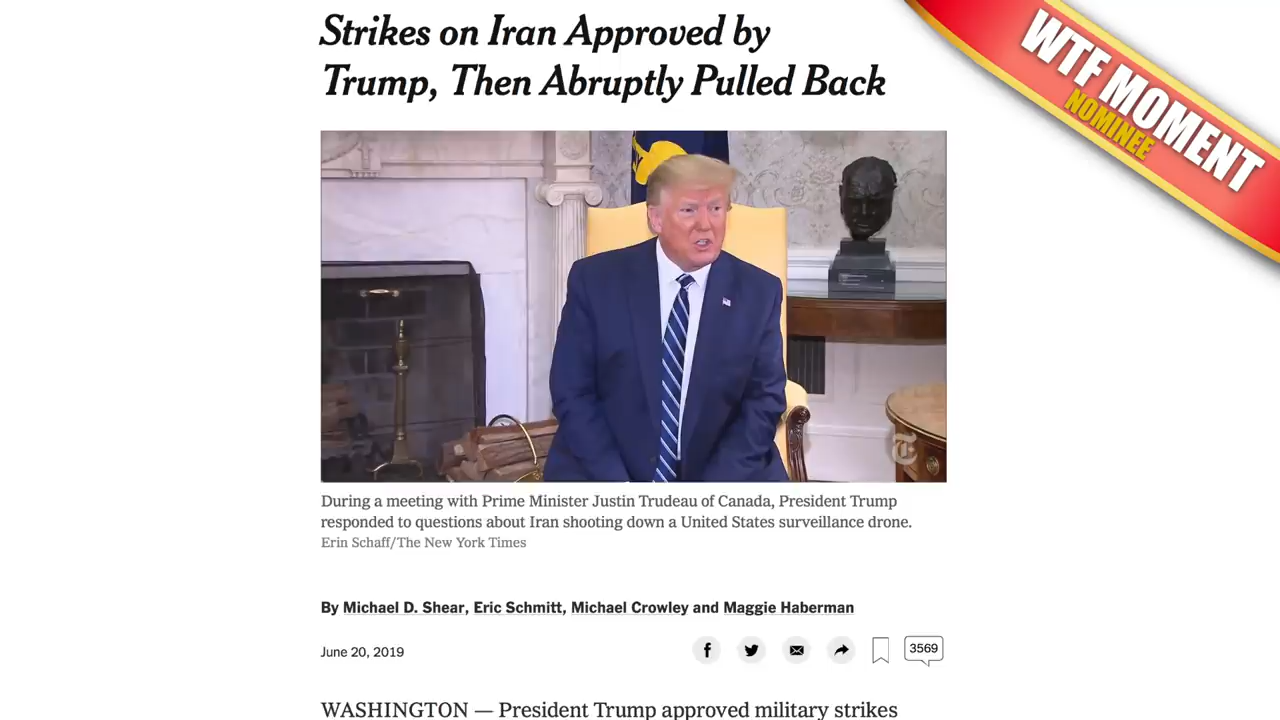 Strikes on Iran Approved by
Trump, Then Abruptly Pulled Back
WTF MOMENT
NOMINEE
During a meeting with Prime Minister Justin Trudeau of Canada, President Trump
responded to questions about Iran shooting down a United States surveillance drone.
Erin Schaff/The New York Times
By Michael D. Shear, Eric Schmitt, Michael Crowley and Maggie Haberman
June 20, 2019
3569
WASHINGTON — President Trump approved military strikes